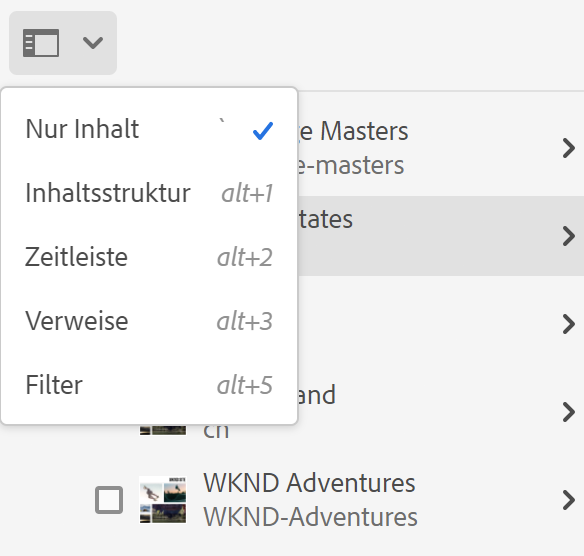 Nur Inhalt `
Inhaltsstruktur alt+1
Zeitleiste alt+2
Verweise alt+3
Filter alt+5
e Masters
e-masters
tates
and
ch
WKND Adventures
WKND-Adventures